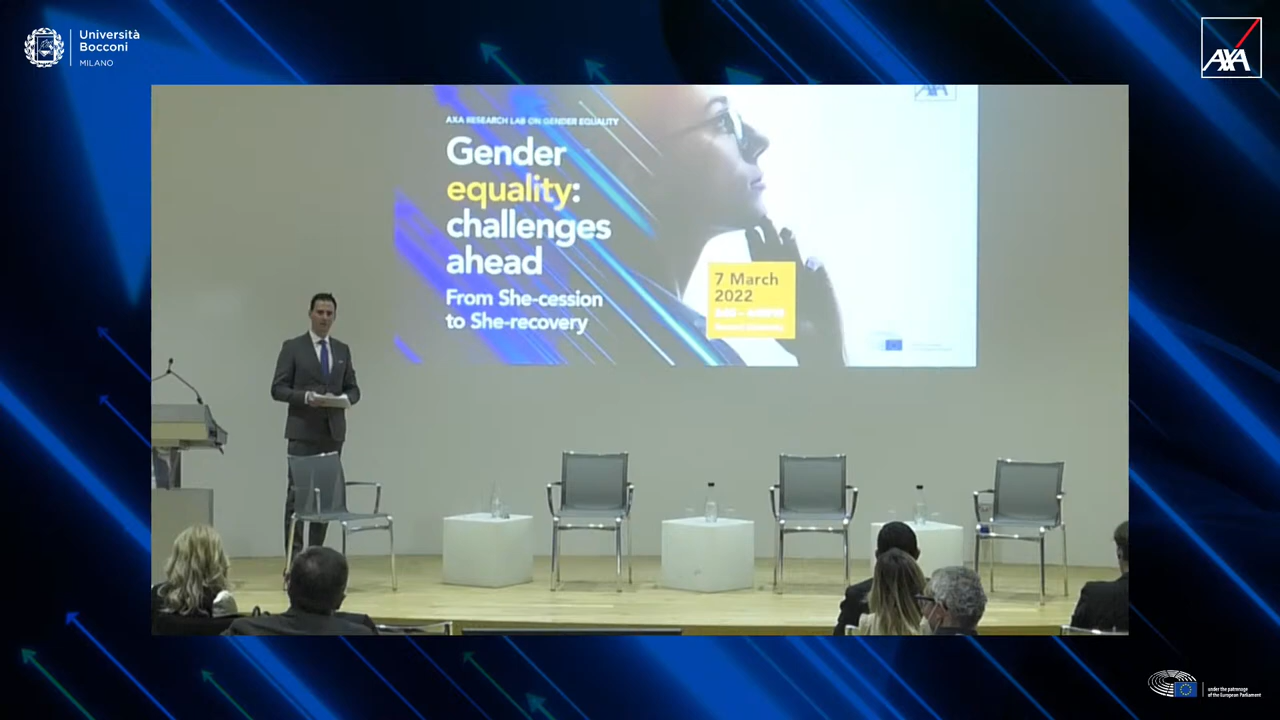 Università
Bocconi
MILANO
AXA
AXA
AXA RESEARCH LAB ON GENDER EQUALITY
Gender
equality:
challenges
ahead
From She-cession
to She-recovery
7 March
2022
under the patronage
of the European Parliament